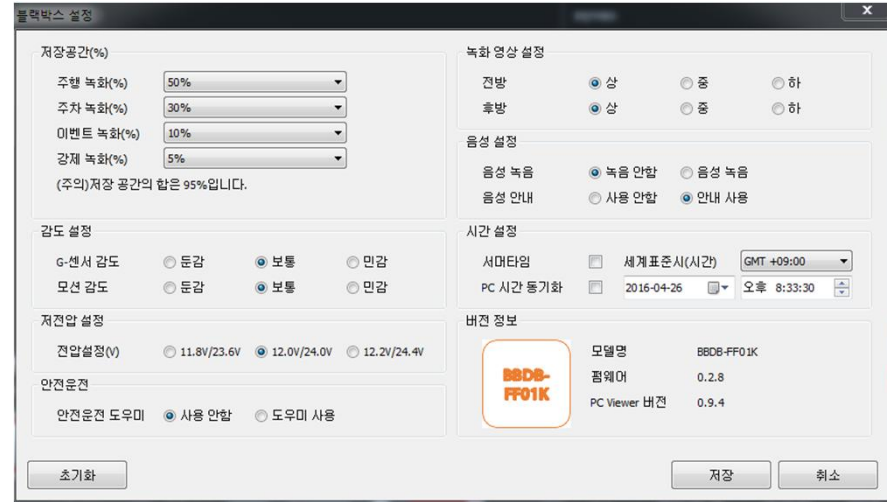 블랙박스 설정
저장공간(%)
주행 녹화(%) 50%
주차 녹화(%) 30%
이벤트 녹화(%) 10%
강제 녹화(%) 5%
(주의)저장 공간의 합은 95%입니다.
감도 설정
G-센서 감도 둔감 보통 민감
모션 감도 둔감 보통 민감
저전압 설정
전압설정(V) 11.8V/23.6V 12.0V/24.0V 12.2V/24.4V
안전운전
안전운전 도우미 사용 안함 도우미 사용
녹화 영상 설정
전방 상 중 하
후방 상 중 하
음성 설정
음성 녹음 녹음 안함 음성 녹음
음성 안내 사용 안함 안내 사용
시간 설정
서머타임 세계표준시(시간) GMT +09:00
PC 시간 동기화 2016-04-26 오후 8:33:30
버전 정보
BBDB-
FF01K
모델명 BBDB-FF01K
펌웨어 0.2.8
PC Viewer 버전 0.9.4
초기화 저장 취소